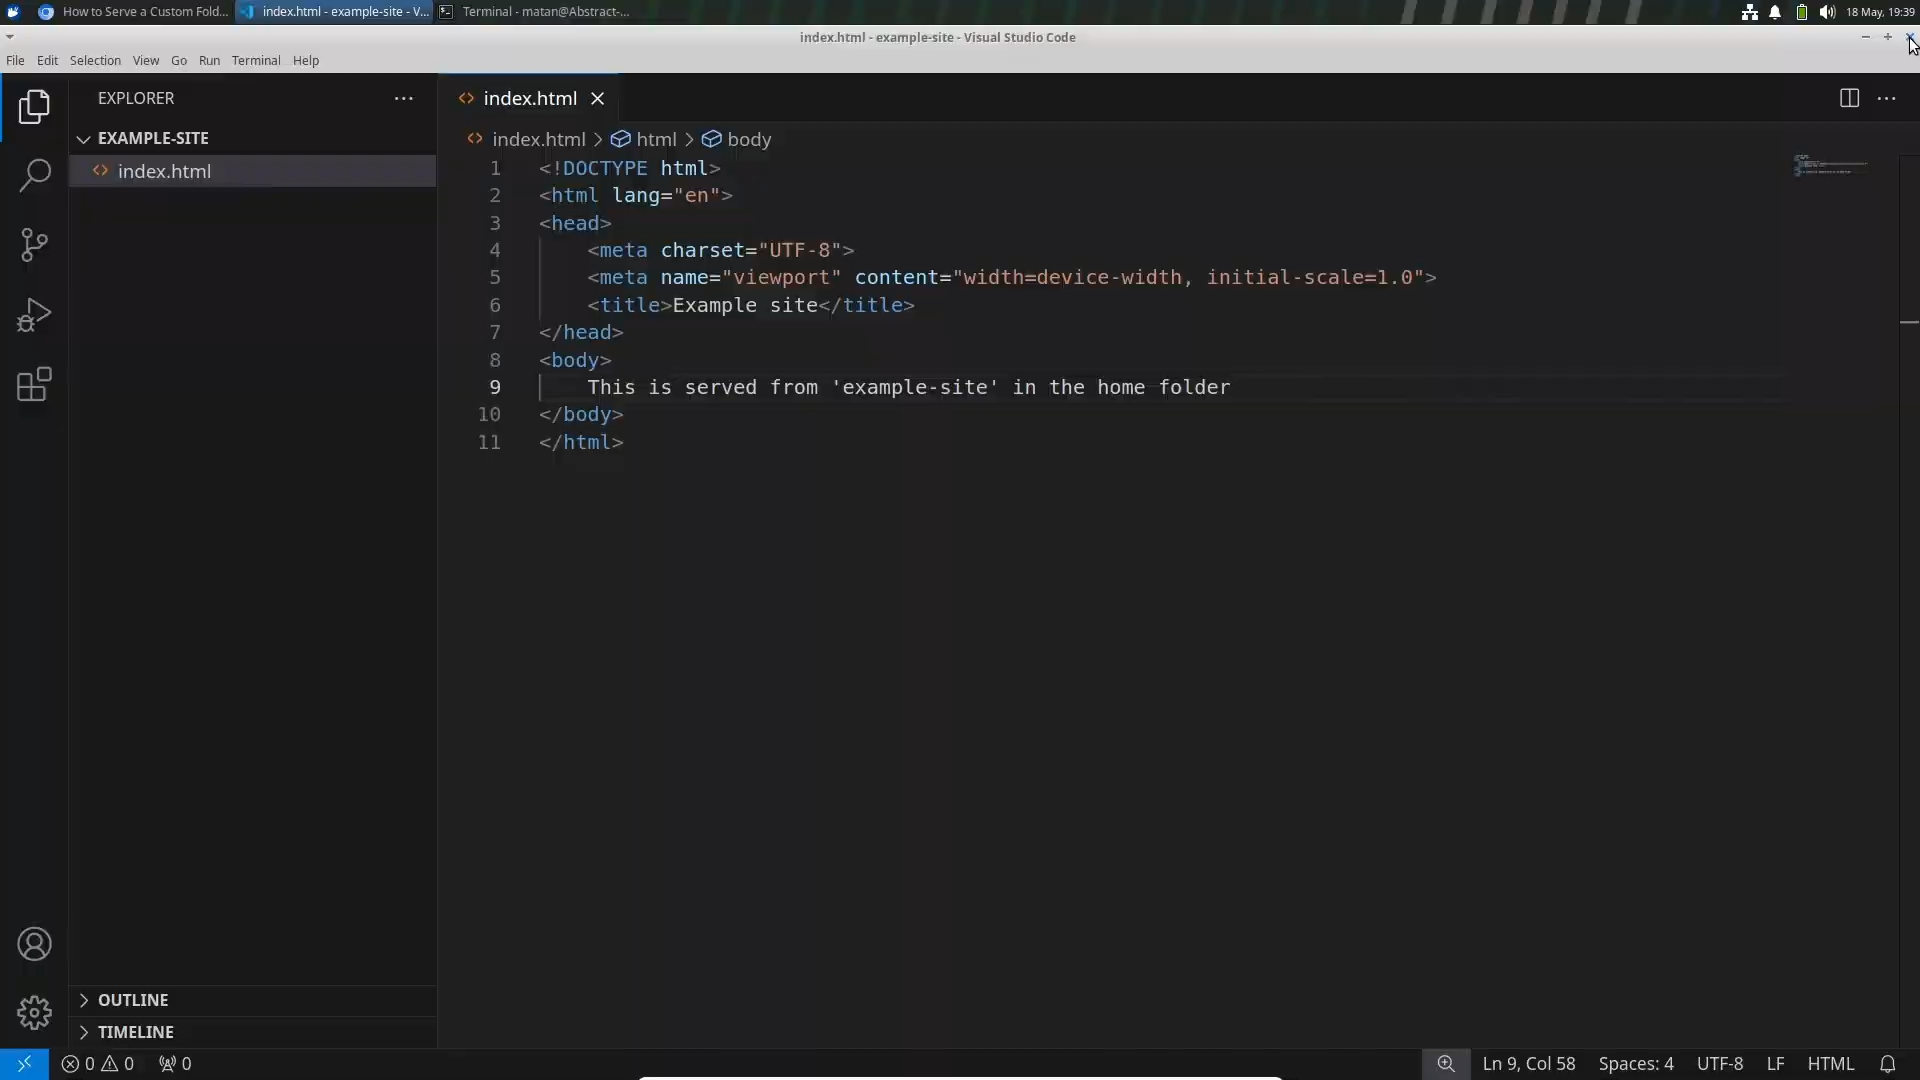 How to Serve a Custom Fold...
index.html - example-site - V...
Terminal - matan@Abstract-...
18 May, 19:39
index.html - example-site - Visual Studio Code
File Edit Selection View Go Run Terminal Help
EXPLORER
EXAMPLE-SITE
index.html
index.html
index.html > html > body
1 <!DOCTYPE html>
2 <html lang="en">
3 <head>
4 <meta charset="UTF-8">
5 <meta name="viewport" content="width=device-width, initial-scale=1.0">
6 <title>Example site</title>
7 </head>
8 <body>
9 This is served from 'example-site' in the home folder
10 </body>
11 </html>
OUTLINE
TIMELINE
0 0 0
Ln 9, Col 58 Spaces: 4 UTF-8 LF HTML